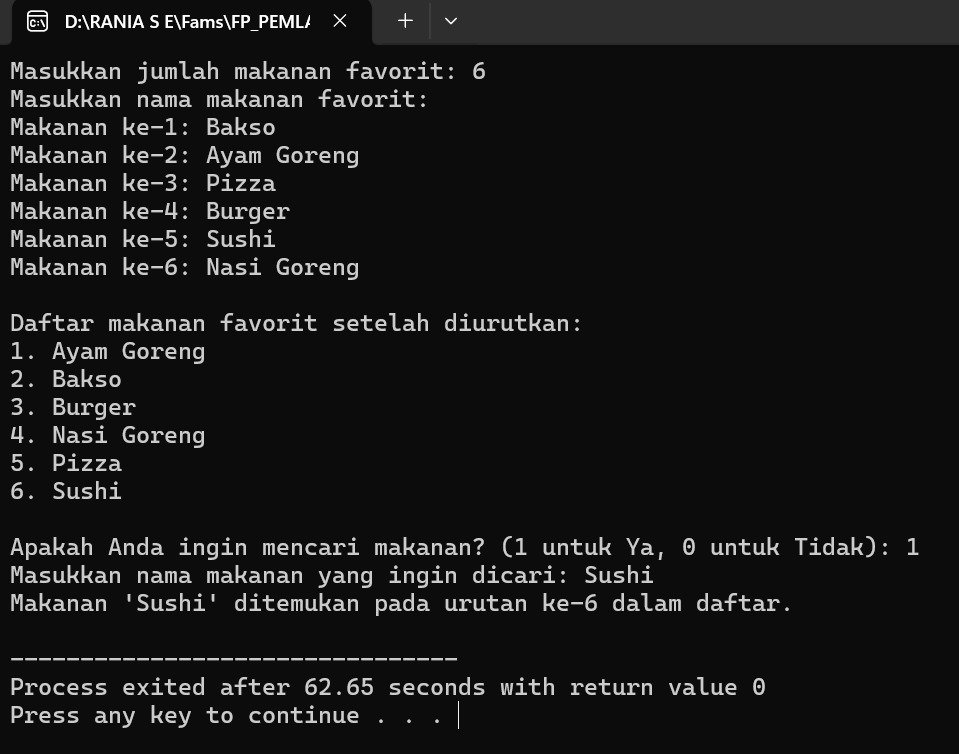 D:\RANIA S E\Fams\FP_PEML
Masukkan jumlah makanan favorit: 6
Masukkan nama makanan favorit:
Makanan ke-1: Bakso
Makanan ke-2: Ayam Goreng
Makanan ke-3: Pizza
Makanan ke-4: Burger
Makanan ke-5: Sushi
Makanan ke-6: Nasi Goreng
Daftar makanan favorit setelah diurutkan:
1. Ayam Goreng
2. Bakso
3. Burger
4. Nasi Goreng
5. Pizza
6. Sushi
Apakah Anda ingin mencari makanan? (1 untuk Ya, 0 untuk Tidak): 1
Masukkan nama makanan yang ingin dicari: Sushi
Makanan 'Sushi' ditemukan pada urutan ke-6 dalam daftar.
--------------------------------
Process exited after 62.65 seconds with return value 0
Press any key to continue . . .